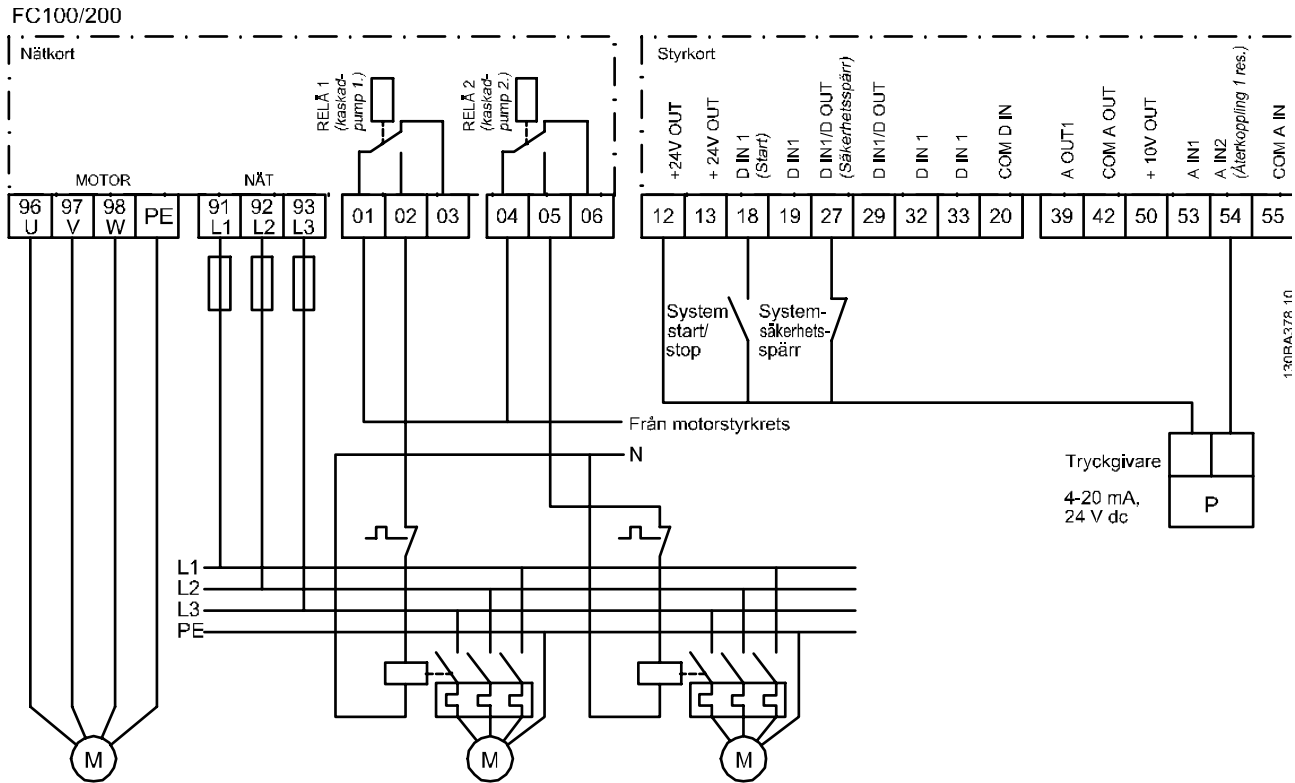 FC100/200
Nätkort
Styrkort
RELÄ 1
(kaskad-
pump 1.)
RELÄ 2
(kaskad-
pump 2.)
+24V OUT
+ 24V OUT
D IN 1
(Start)
D IN1
D IN1/D OUT
(Säkerhetsspärr)
D IN1/D OUT
D IN 1
D IN 1
COM D IN
A OUT1
COM A OUT
+ 10V OUT
A IN1
A IN2
(Återkoppling 1 res.)
COM A IN
MOTOR
NÄT
96 97 98 PE 91 92 93 01 02 03 04 05 06 12 13 18 19 27 29 32 33 20 39 42 50 53 54 55
U V W L1 L2 L3
System
start/
stop
System-
säkerhets-
spärr
130BA378.10
Från motorstyrkrets
N
Tryckgivare
4-20 mA,
24 V dc
P
L1
L2
L3
PE
M M M